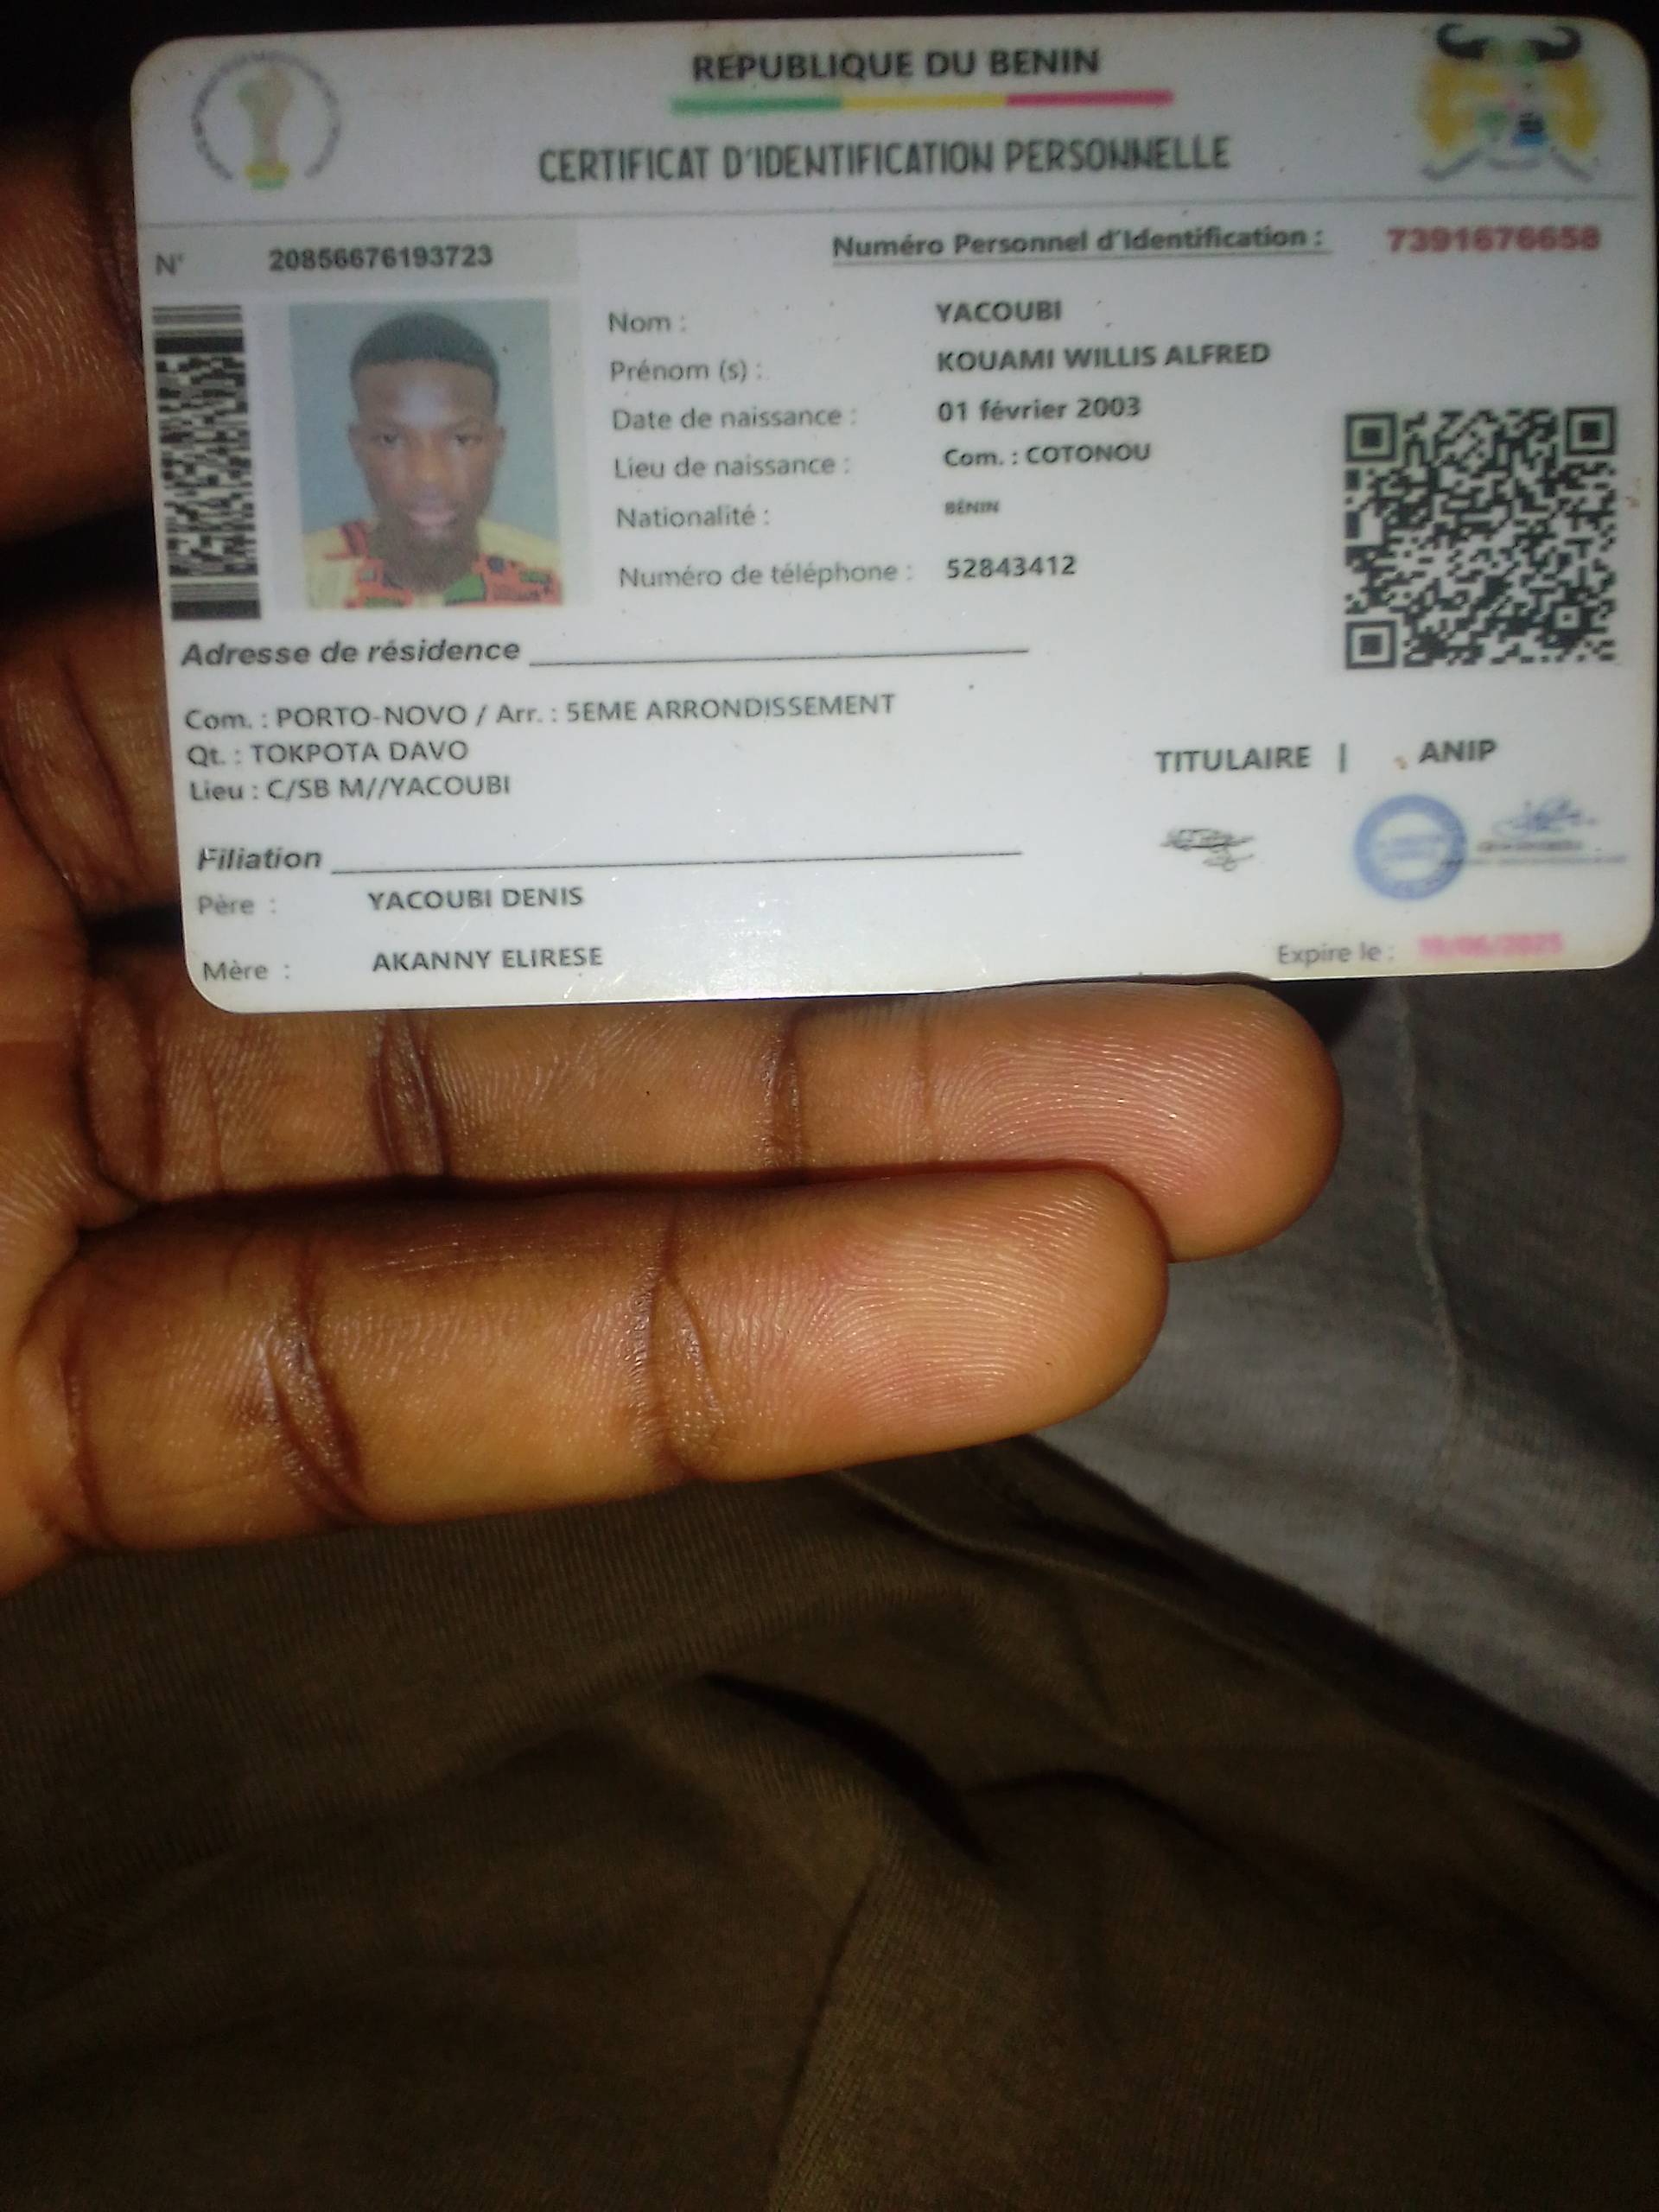 REPUBLIQUE DU BENIN
CERTIFICAT D'IDENTIFICATION PERSONNELLE
N° 20856676193723
Numéro Personnel d'Identification : 7391676658
Nom : YACOUBI
Prénom (s) : KOUAMI WILLIS ALFRED
Date de naissance : 01 février 2003
Lieu de naissance : Com. : COTONOU
Nationalité : BÉNIN
Numéro de téléphone : 52843412
Adresse de résidence
Com. : PORTO-NOVO / Arr. : 5EME ARRONDISSEMENT
Qt. : TOKPOTA DAVO
Lieu : C/SB M//YACOUBI
TITULAIRE | ANIP
Filiation
Père : YACOUBI DENIS
Mère : AKANNY ELIRESE
Expire le :